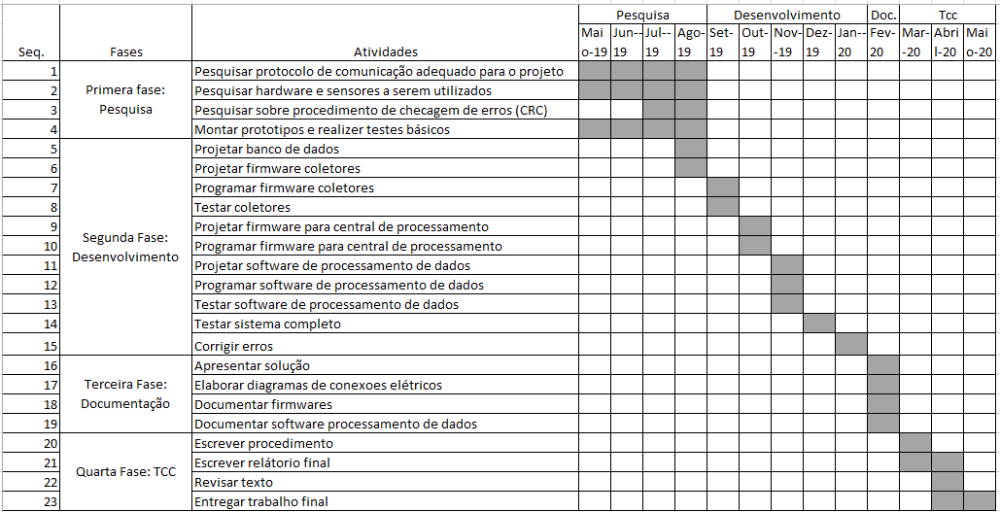 Pesquisa Desenvolvimento Doc. Tcc
Seq. Fases Atividades Mai o-19 Jun--19 Jul--19 Ago-19 Set-19 Out-19 Nov--19 Dez-19 Jan--20 Fev-20 Mar--20 Abri l-20 Mai o-20
Primera fase: Pesquisa
1 Pesquisar protocolo de comunicação adequado para o projeto
2 Pesquisar hardware e sensores a serem utilizados
3 Pesquisar sobre procedimento de checagem de erros (CRC)
4 Montar prototipos e realizer testes básicos
Segunda Fase: Desenvolvimento
5 Projetar banco de dados
6 Projetar firmware coletores
7 Programar firmware coletores
8 Testar coletores
9 Projetar firmware para central de processamento
10 Programar firmware para central de processamento
11 Projetar software de processamento de dados
12 Programar software de processamento de dados
13 Testar software de processamento de dados
14 Testar sistema completo
15 Corrigir erros
Terceira Fase: Documentação
16 Apresentar solução
17 Elaborar diagramas de conexoes elétricos
18 Documentar firmwares
19 Documentar software processamento de dados
Quarta Fase: TCC
20 Escrever procedimento
21 Escrever relátorio final
22 Revisar texto
23 Entregar trabalho final